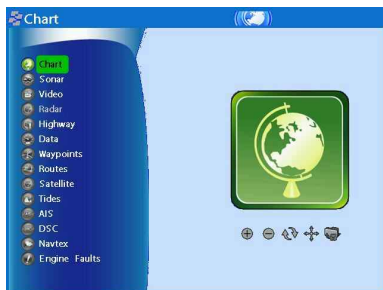 Chart
Chart
Sonar
Video
Radar
Highway
Data
Waypoints
Routes
Satellite
Tides
AIS
DSC
Navtex
Engine Faults